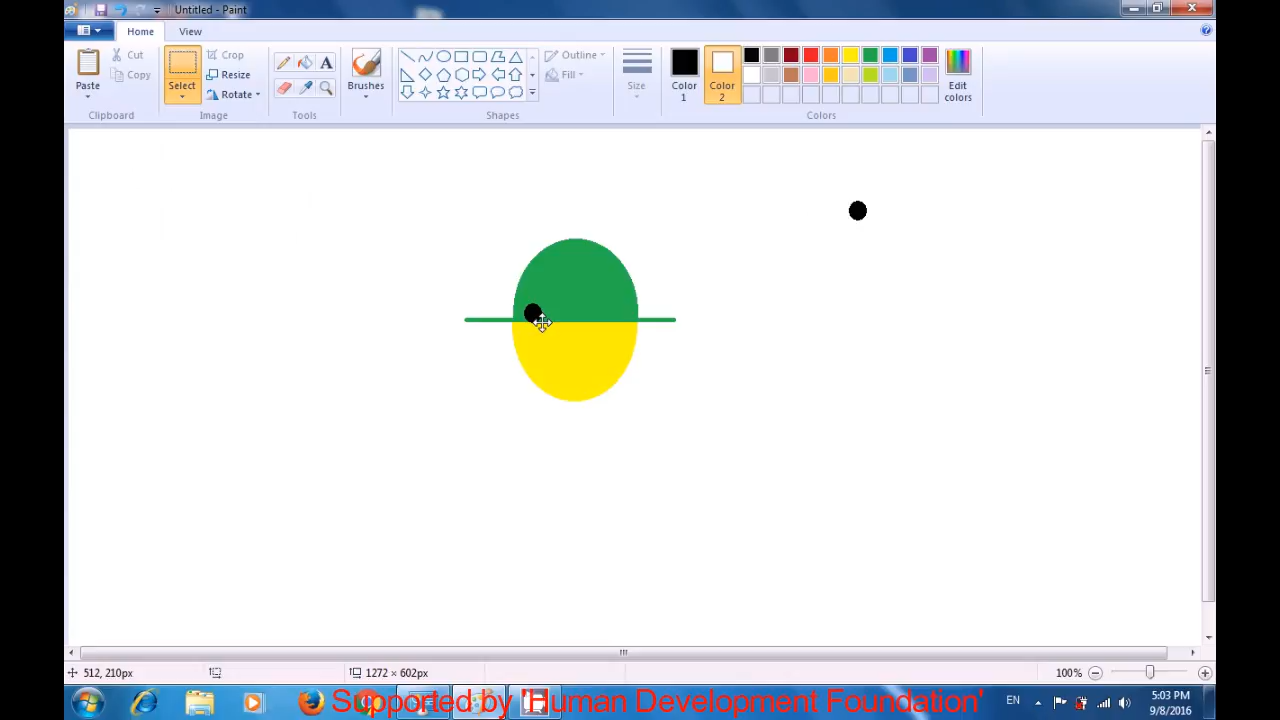 Untitled - Paint
Home View
Paste
Cut
Copy
Select
Crop
Resize
Rotate
A
Brushes
Outline
Fill
Size
Color 1
Color 2
Edit colors
Clipboard
Image
Tools
Shapes
Colors
512, 210px
1272 × 602px
100%
EN
5:03 PM
9/8/2016
Supported by 'Human Development Foundation'